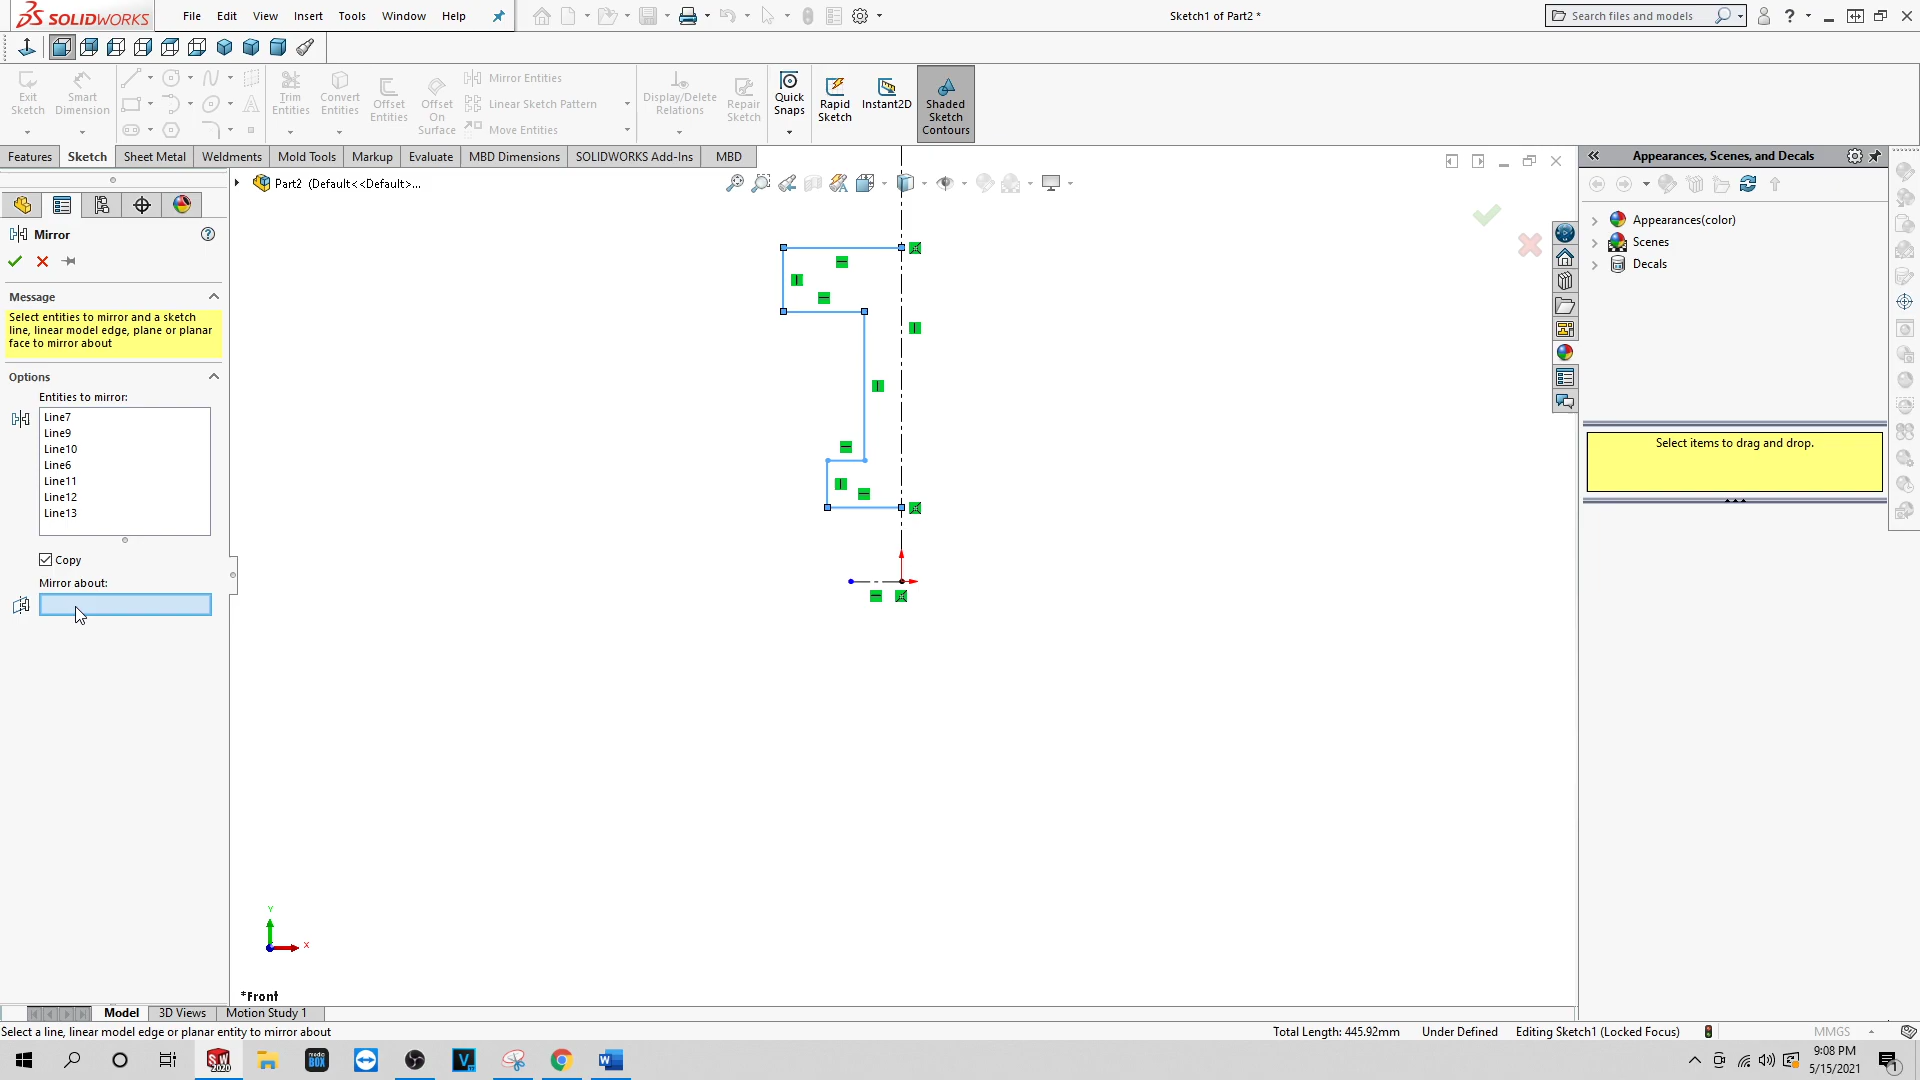 SOLIDWORKS File Edit View Insert Tools Window Help Sketch1 of Part2 * Search files and models
Exit Sketch
Smart Dimension
Trim Entities
Convert Entities
Offset Entities
Offset On Surface
Mirror Entities
Linear Sketch Pattern
Move Entities
Display/Delete Relations
Repair Sketch
Quick Snaps
Rapid Sketch
Instant2D
Shaded Sketch Contours
Features Sketch Sheet Metal Weldments Mold Tools Markup Evaluate MBD Dimensions SOLIDWORKS Add-Ins MBD
Part2 (Default<<Default>...
Mirror
Message
Select entities to mirror and a sketch
line, linear model edge, plane or planar
face to mirror about
Options
Entities to mirror:
Line7
Line9
Line10
Line6
Line11
Line12
Line13
Copy
Mirror about:
Y
X
*Front
Appearances, Scenes, and Decals
Appearances(color)
Scenes
Decals
Select items to drag and drop.
Model 3D Views Motion Study 1
Select a line, linear model edge or planar entity to mirror about Total Length: 445.92mm Under Defined Editing Sketch1 (Locked Focus) MMGS
SW 2020
media BOX
V
W
9:08 PM
5/15/2021
1